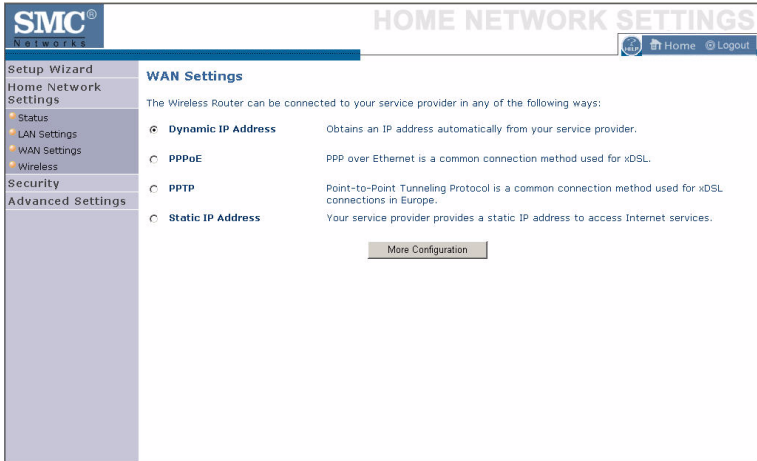 SMC®
Networks
HOME NETWORK SETTINGS
HELP Home Logout
Setup Wizard
Home Network
Settings
Status
LAN Settings
WAN Settings
Wireless
Security
Advanced Settings
WAN Settings
The Wireless Router can be connected to your service provider in any of the following ways:
Dynamic IP Address Obtains an IP address automatically from your service provider.
PPPoE PPP over Ethernet is a common connection method used for xDSL.
PPTP Point-to-Point Tunneling Protocol is a common connection method used for xDSL
connections in Europe.
Static IP Address Your service provider provides a static IP address to access Internet services.
More Configuration